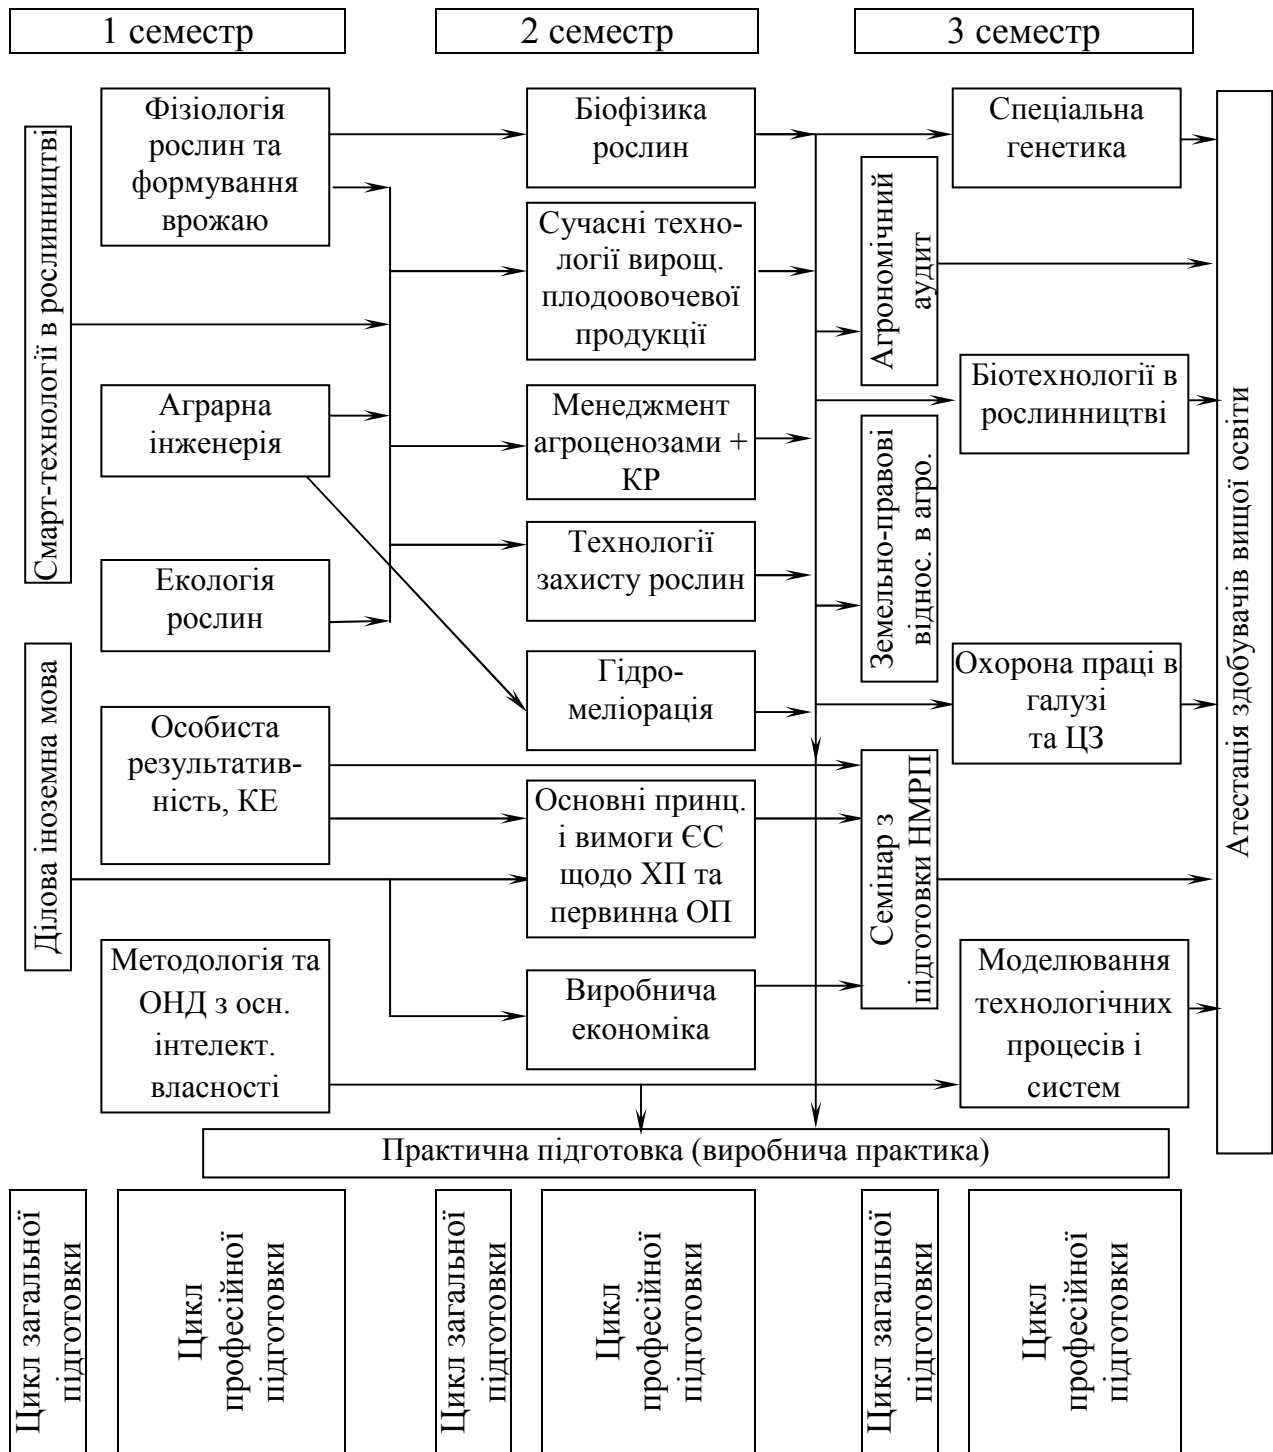 1 семестр
2 семестр
3 семестр
Смарт-технології в рослинництві
Ділова іноземна мова
Фізіологія
рослин та
формування
врожаю
Аграрна
інженерія
Екологія
рослин
Особиста
результатив-
ність, КЕ
Методологія та
ОНД з осн.
інтелект.
власності
Біофізика
рослин
Сучасні техно-
логії вирощ.
плодоовочевої
продукції
Менеджмент
агроценозами +
КР
Технології
захисту рослин
Гідро-
меліорація
Основні принц.
і вимоги ЄС
щодо ХП та
первинна ОП
Виробнича
економіка
Агрономічний
аудит
Земельно-правові
віднос. в агро.
Семінар з
підготовки НМРП
Спеціальна
генетика
Біотехнології в
рослинництві
Охорона праці в
галузі
та ЦЗ
Моделювання
технологічних
процесів і
систем
Атестація здобувачів вищої освіти
Практична підготовка (виробнича практика)
Цикл загальної
підготовки
Цикл
професійної
підготовки
Цикл загальної
підготовки
Цикл
професійної
підготовки
Цикл загальної
підготовки
Цикл
професійної
підготовки